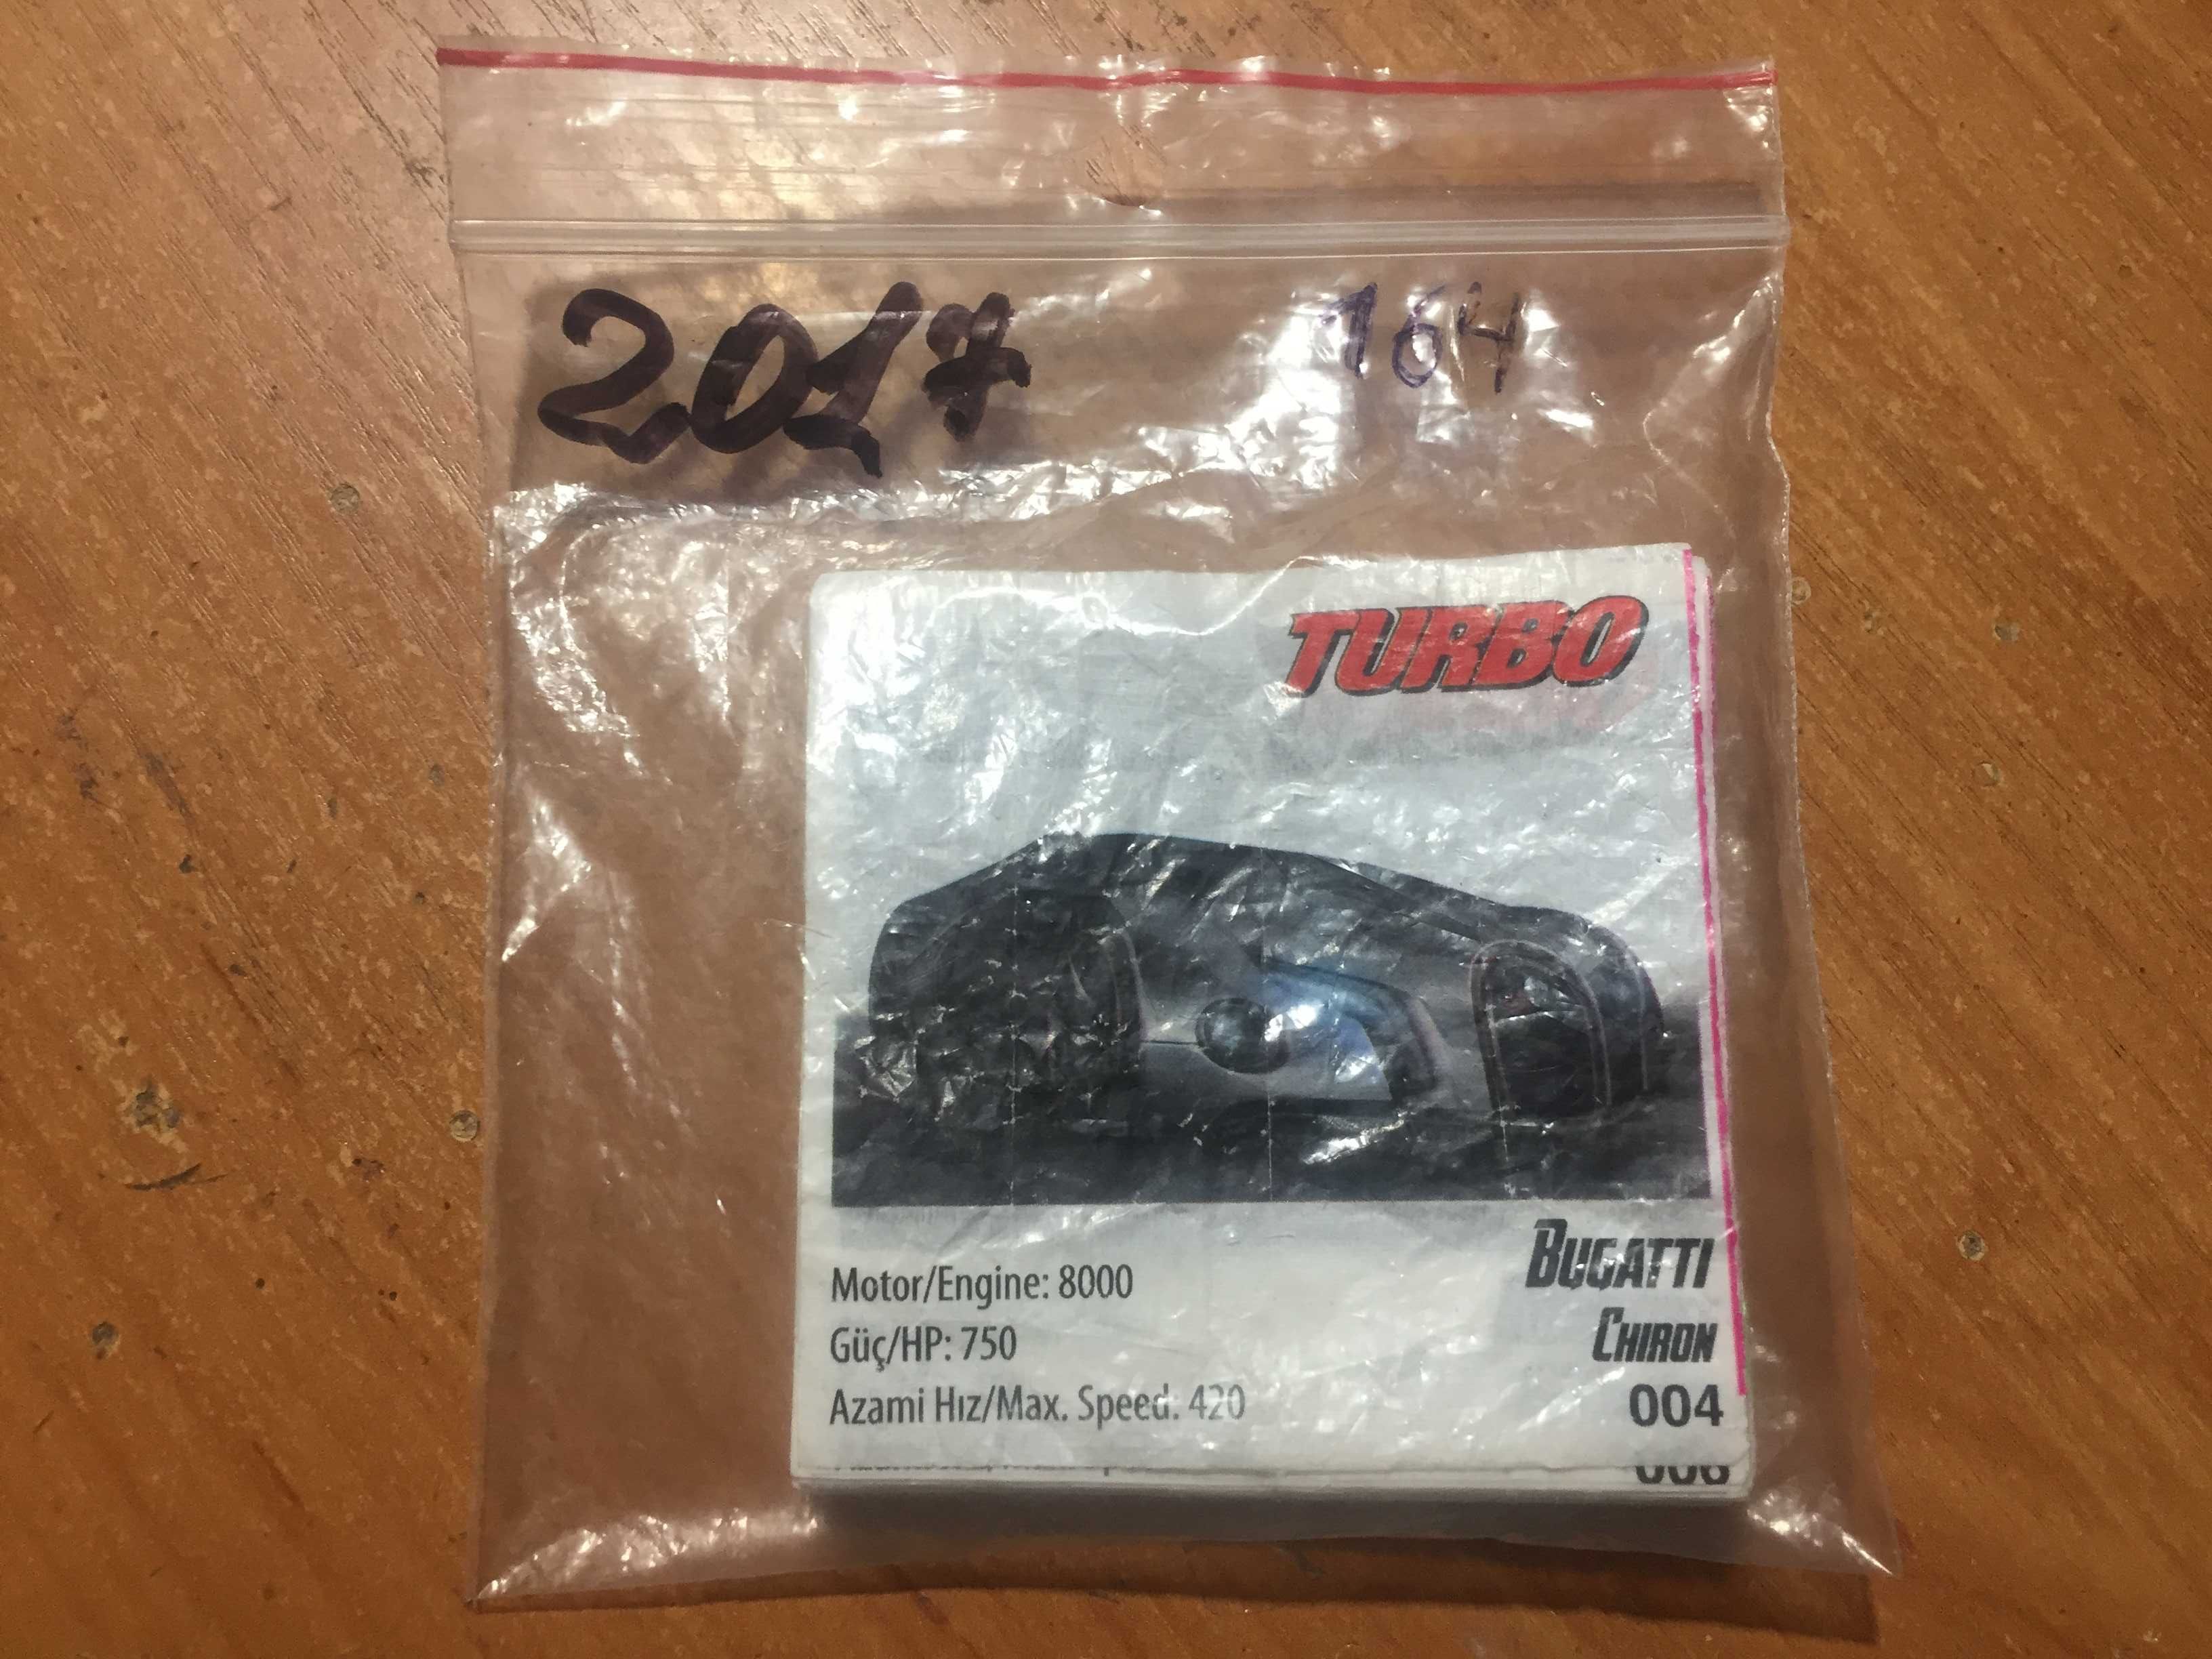 2017 164
TURBO
BUGATTI
CHIRON
Motor/Engine: 8000
Güç/HP: 750
Azami Hız/Max. Speed: 420
004